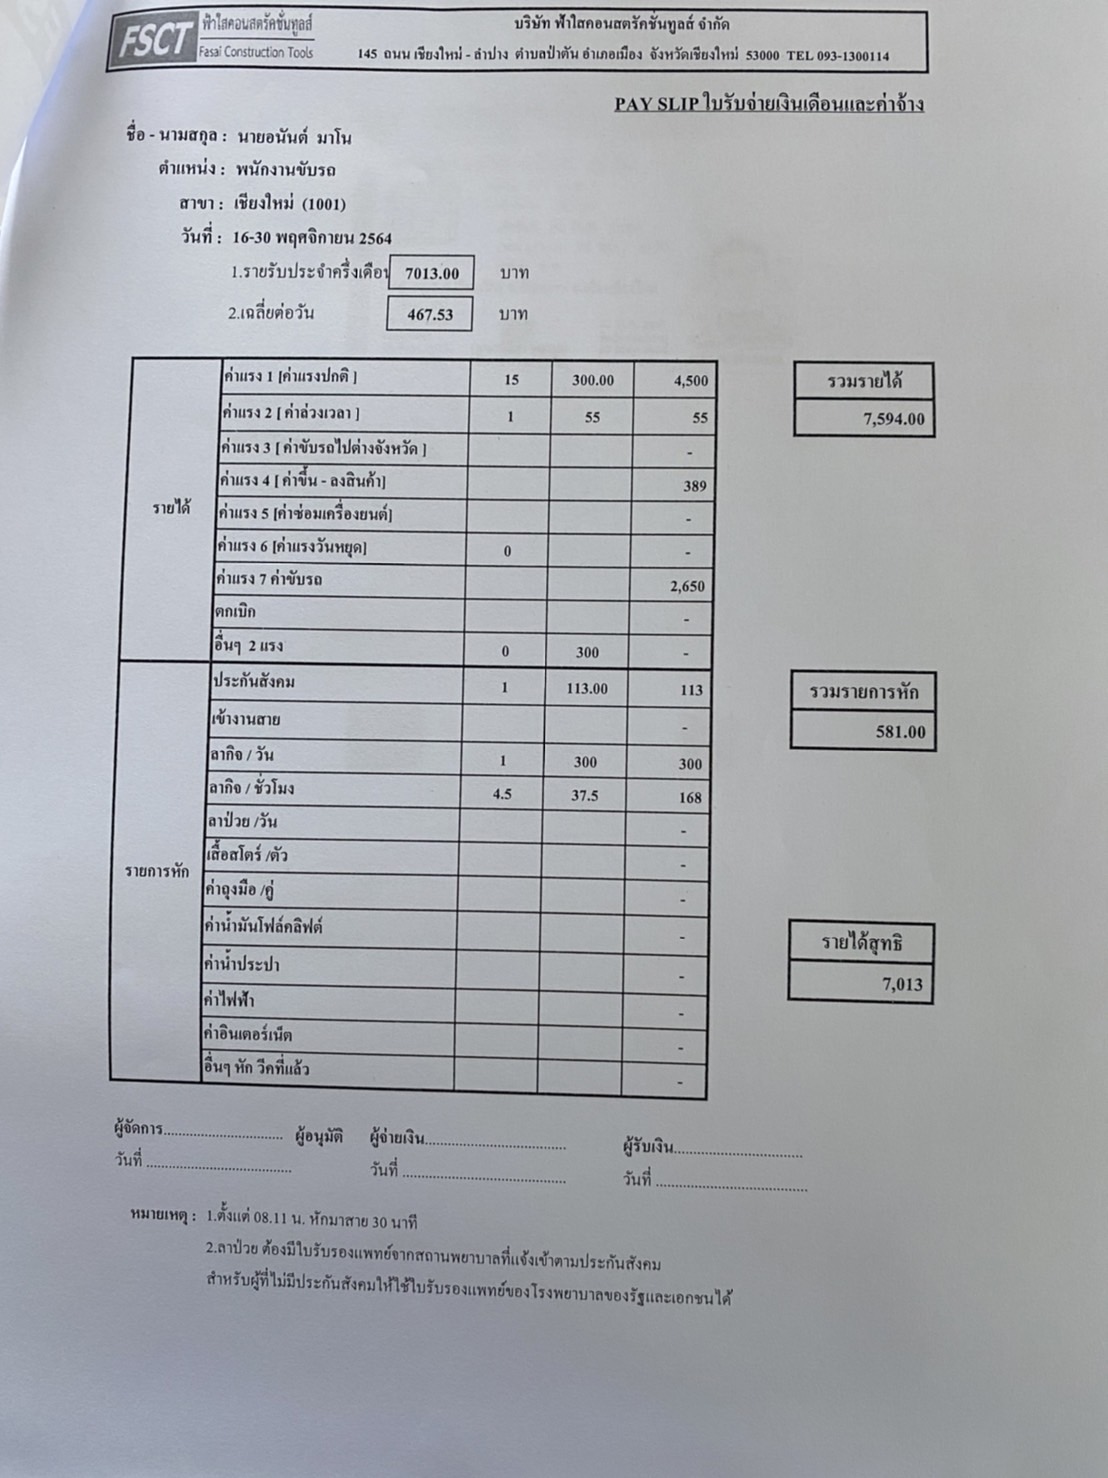 FSCT ฟ้าใสคอนสตรัคชั่นทูลส์
Fasai Construction Tools
บริษัท ฟ้าใสคอนสตรัคชั่นทูลส์ จำกัด
145 ถนน เชียงใหม่ - ลำปาง ตำบลป่าตัน อำเภอเมือง จังหวัดเชียงใหม่ 53000 TEL 093-1300114
PAY SLIP ใบรับจ่ายเงินเดือนและค่าจ้าง
ชื่อ - นามสกุล : นายอนันต์ มาโน
ตำแหน่ง : พนักงานขับรถ
สาขา : เชียงใหม่ (1001)
วันที่ : 16-30 พฤศจิกายน 2564
1.รายรับประจำครึ่งเดือน 7013.00 บาท
2.เฉลี่ยต่อวัน 467.53 บาท
รายได้
ค่าแรง 1 [ค่าแรงปกติ ] 15 300.00 4,500
ค่าแรง 2 [ ค่าล่วงเวลา ] 1 55 55
ค่าแรง 3 [ ค่าขับรถไปต่างจังหวัด ] -
ค่าแรง 4 [ ค่าขึ้น - ลงสินค้า] 389
ค่าแรง 5 [ค่าซ่อมเครื่องยนต์] -
ค่าแรง 6 [ค่าแรงวันหยุด] 0 -
ค่าแรง 7 ค่าขับรถ 2,650
ตกเบิก -
อื่นๆ 2 แรง 0 300 -
รวมรายได้
7,594.00
รายการหัก
ประกันสังคม 1 113.00 113
เข้างานสาย -
ลากิจ / วัน 1 300 300
ลากิจ / ชั่วโมง 4.5 37.5 168
ลาป่วย /วัน -
เสื้อสโตร์ /ตัว -
ค่าถุงมือ /คู่ -
ค่าน้ำมันโฟล์คลิฟต์ -
ค่าน้ำประปา -
ค่าไฟฟ้า -
ค่าอินเตอร์เน็ต -
อื่นๆ หัก วีคที่แล้ว -
รวมรายการหัก
581.00
รายได้สุทธิ
7,013
ผู้จัดการ.............................. ผู้อนุมัติ ผู้จ่ายเงิน.................................... ผู้รับเงิน.................................
วันที่ ..................................... วันที่ .......................................... วันที่ .......................................
หมายเหตุ : 1.ตั้งแต่ 08.11 น. หักมาสาย 30 นาที
2.ลาป่วย ต้องมีใบรับรองแพทย์จากสถานพยาบาลที่แจ้งเข้าตามประกันสังคม
สำหรับผู้ที่ไม่มีประกันสังคมให้ใช้ใบรับรองแพทย์ของโรงพยาบาลของรัฐและเอกชนได้